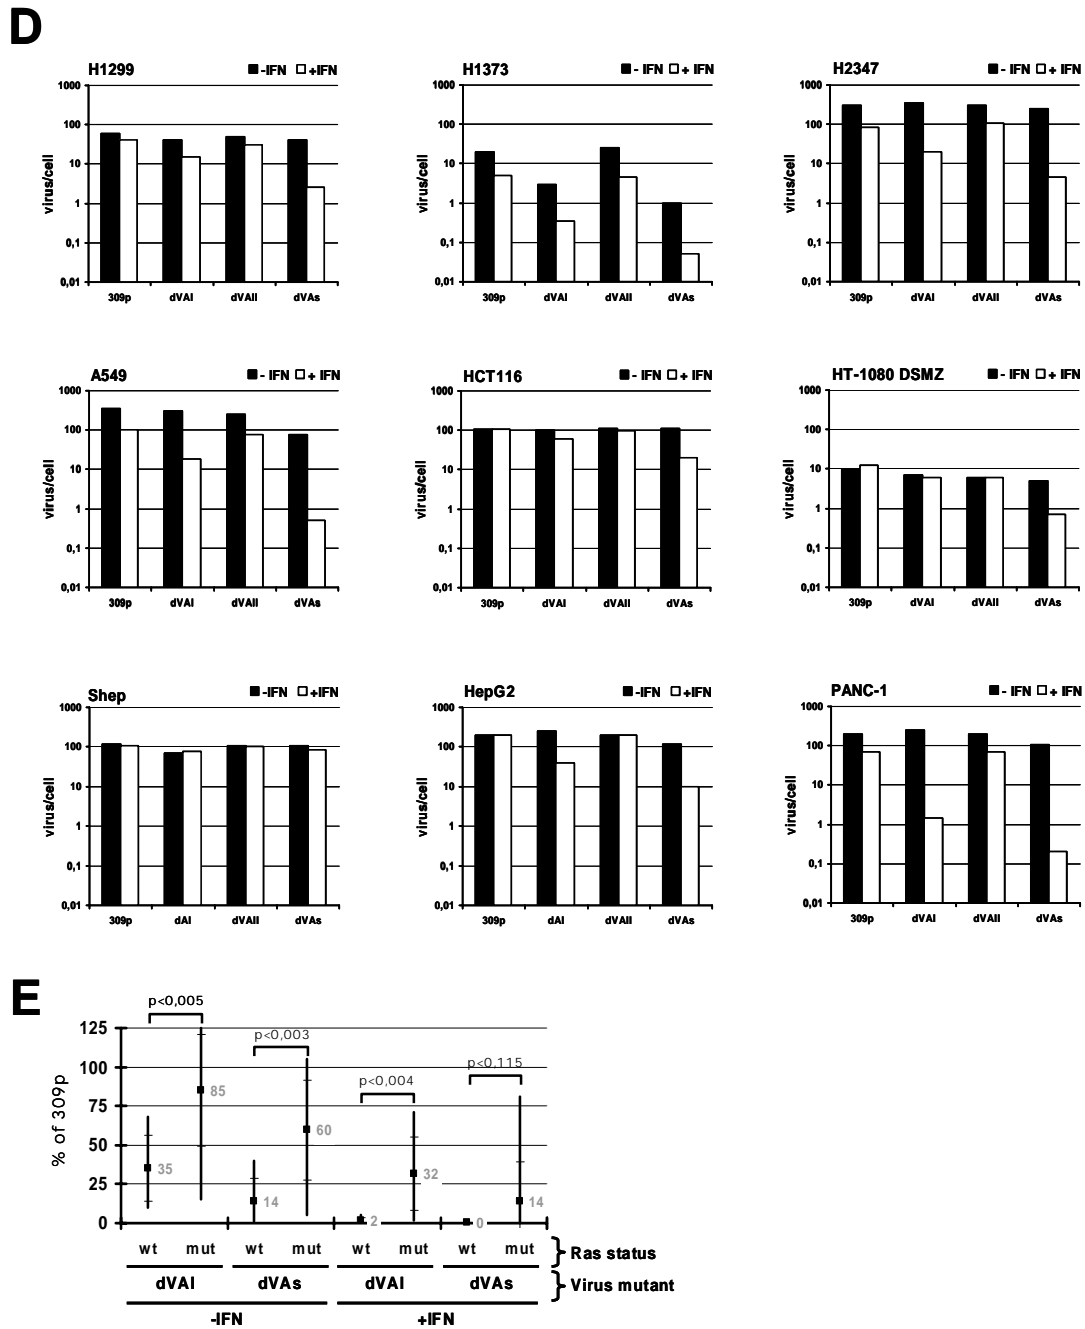 D
H1299 -IFN +IFN
1000
100
10
1
0,1
0,01
virus/cell
309p dVAI dVAII dVAs
H1373 - IFN + IFN
1000
100
10
1
0,1
0,01
virus/cell
309p dVAI dVAII dVAs
H2347 - IFN + IFN
1000
100
10
1
0,1
0,01
virus/cell
309p dVAI dVAII dVAs
A549 - IFN + IFN
1000
100
10
1
0,1
0,01
virus/cell
309p dVAI dVAII dVAs
HCT116 - IFN + IFN
1000
100
10
1
0,1
0,01
virus/cell
309p dVAI dVAII dVAs
HT-1080 DSMZ - IFN + IFN
1000
100
10
1
0,1
0,01
virus/cell
309p dVAI dVAII dVAs
Shep -IFN +IFN
1000
100
10
1
0,1
0,01
virus/cell
309p dAI dVAII dVAs
HepG2 -IFN +IFN
1000
100
10
1
0,1
0,01
virus/cell
309p dAI dVAII dVAs
PANC-1 - IFN + IFN
1000
100
10
1
0,1
0,01
virus/cell
309p dVAI dVAII dVAs
E
p<0,005
p<0,003
p<0,004
p<0,115
125
100
75
50
25
0
% of 309p
35 85 14 60 2 32 0 14
wt mut wt mut wt mut wt mut Ras status
dVAI dVAs dVAI dVAs Virus mutant
-IFN +IFN